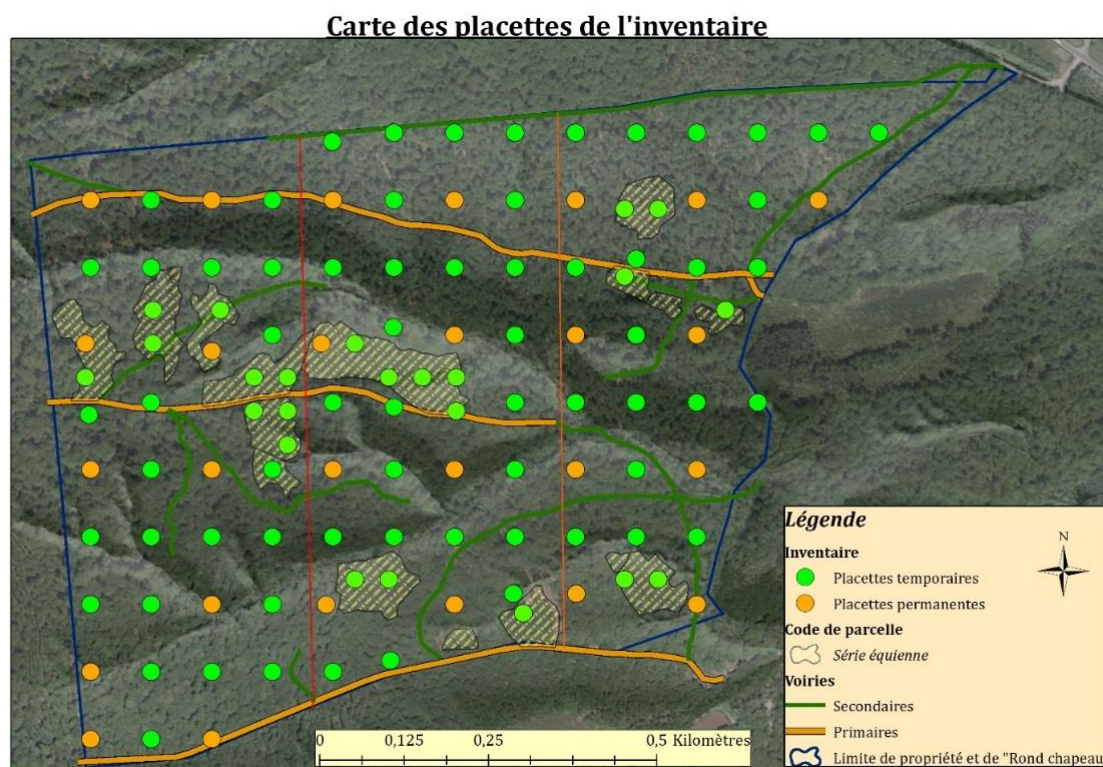 Carte des placettes de l'inventaire
Légende
Inventaire
N
Placettes temporaires
Placettes permanentes
Code de parcelle
Série équienne
Voiries
Secondaires
Primaires
Limite de propriété et de "Rond chapeau
0 0,125 0,25 0,5 Kilomètres